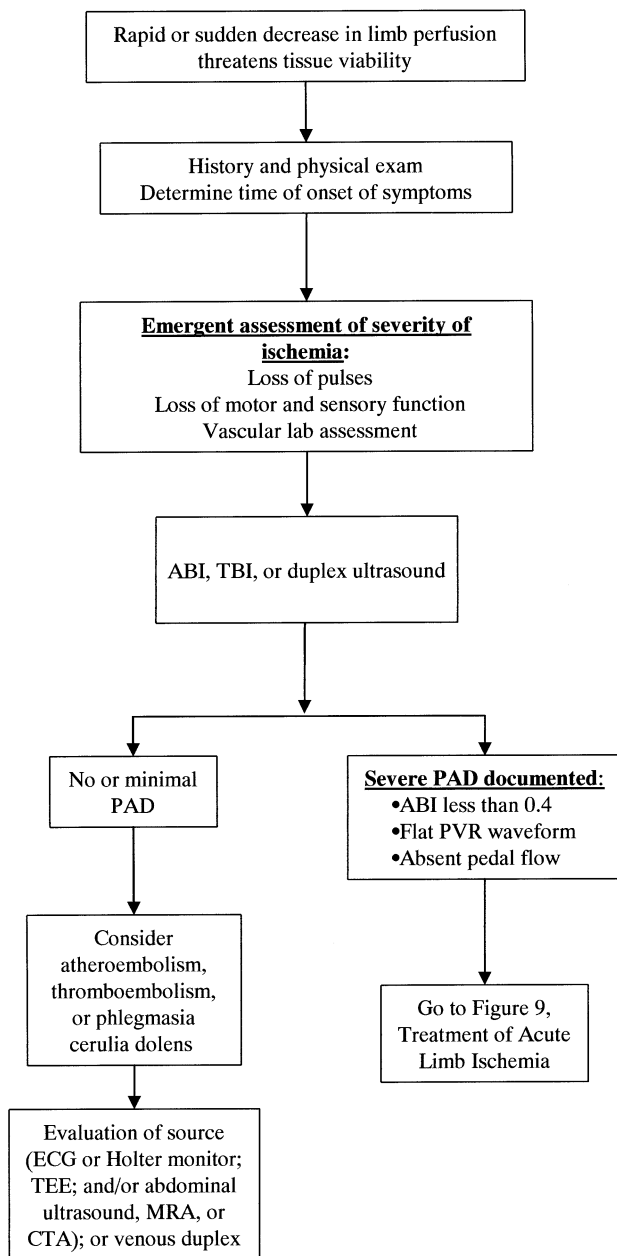 Rapid or sudden decrease in limb perfusion
threatens tissue viability
History and physical exam
Determine time of onset of symptoms
Emergent assessment of severity of
ischemia:
Loss of pulses
Loss of motor and sensory function
Vascular lab assessment
ABI, TBI, or duplex ultrasound
No or minimal
PAD
Consider
atheroembolism,
thromboembolism,
or phlegmasia
cerulia dolens
Evaluation of source
(ECG or Holter monitor;
TEE; and/or abdominal
ultrasound, MRA, or
CTA); or venous duplex
Severe PAD documented:
•ABI less than 0.4
•Flat PVR waveform
•Absent pedal flow
Go to Figure 9,
Treatment of Acute
Limb Ischemia